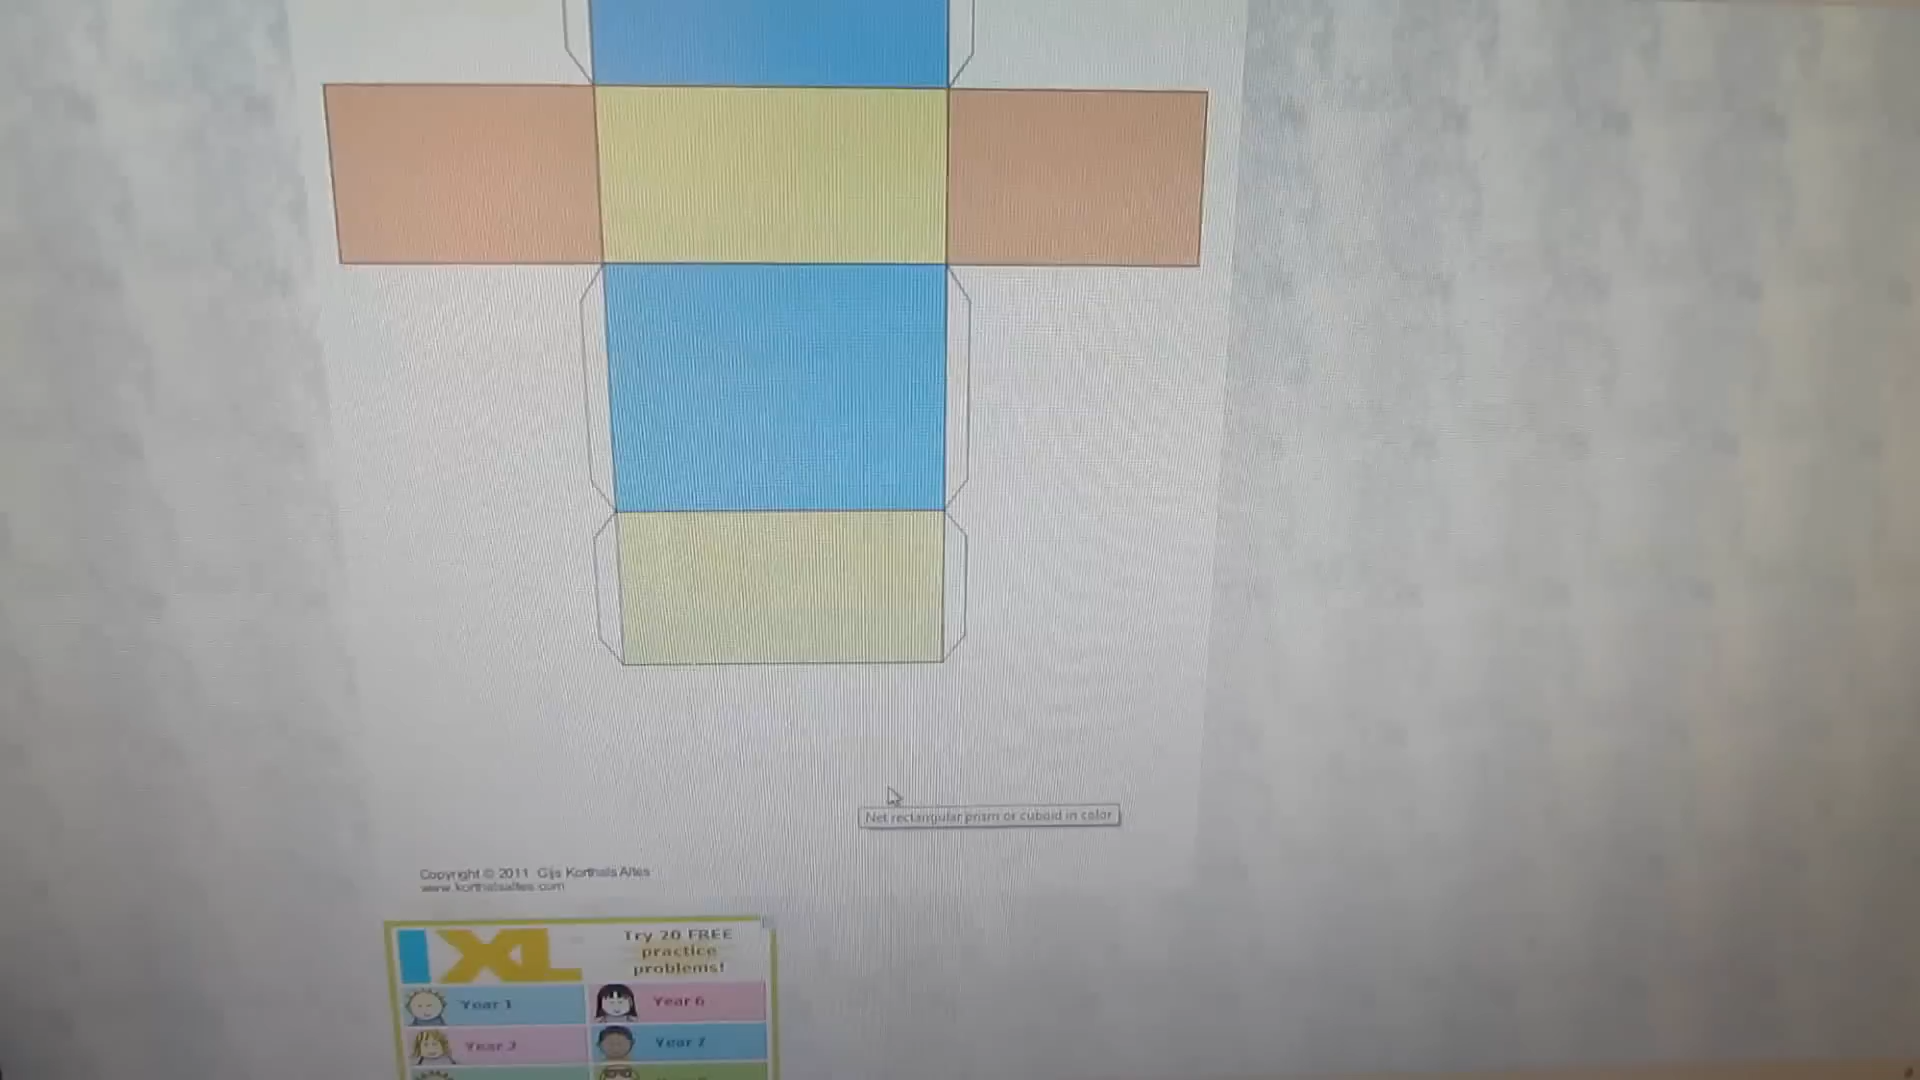 Net rectangular prism or cuboid in color
Copyright © 2011 Gijs Korthals Altes
www.korthalsaltes.com
IXL
Try 20 FREE
practice
problems!
Year 1
Year 6
Year 2
Year 7